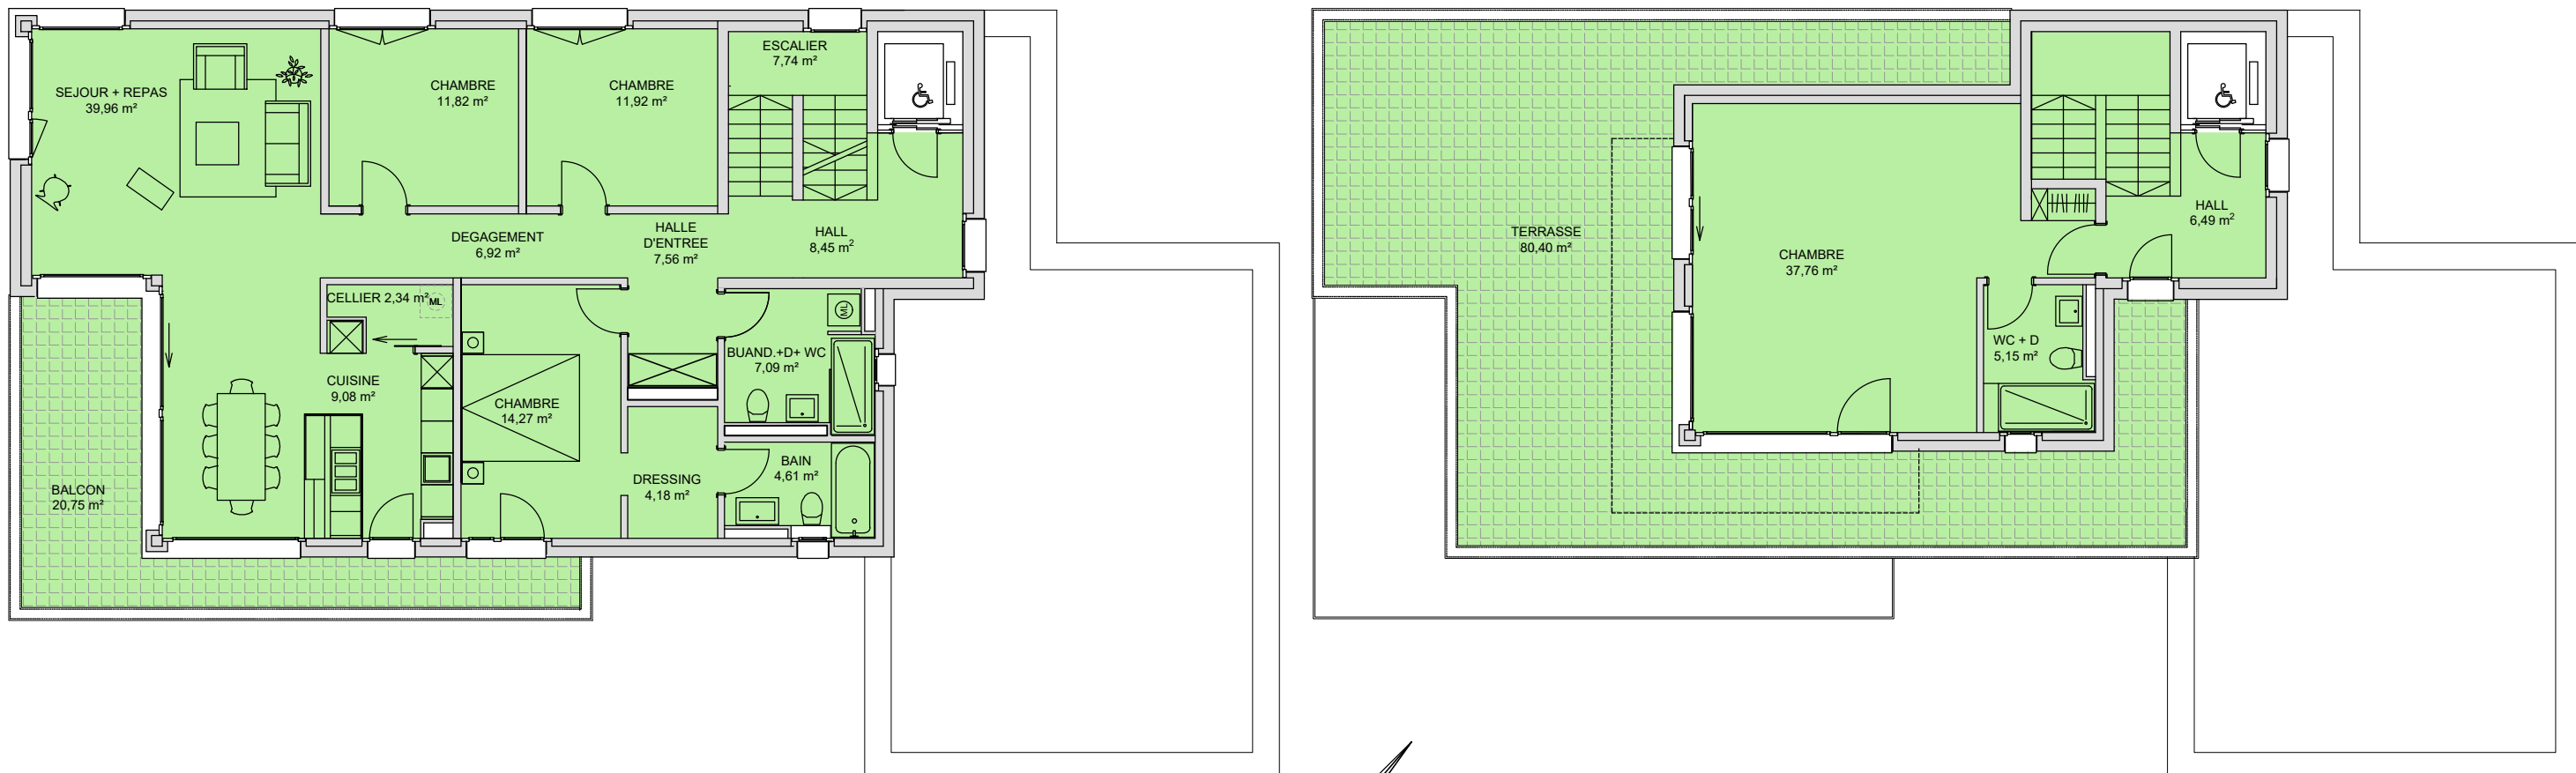 SEJOUR + REPAS
39,96 m²
CHAMBRE
11,82 m²
CHAMBRE
11,92 m²
ESCALIER
7,74 m²
DEGAGEMENT
6,92 m²
HALLE
D'ENTREE
7,56 m²
HALL
8,45 m²
CELLIER 2,34 m²
ML
CUISINE
9,08 m²
CHAMBRE
14,27 m²
BUAND.+D+ WC
7,09 m²
ML
DRESSING
4,18 m²
BAIN
4,61 m²
BALCON
20,75 m²
TERRASSE
80,40 m²
CHAMBRE
37,76 m²
HALL
6,49 m²
WC + D
5,15 m²